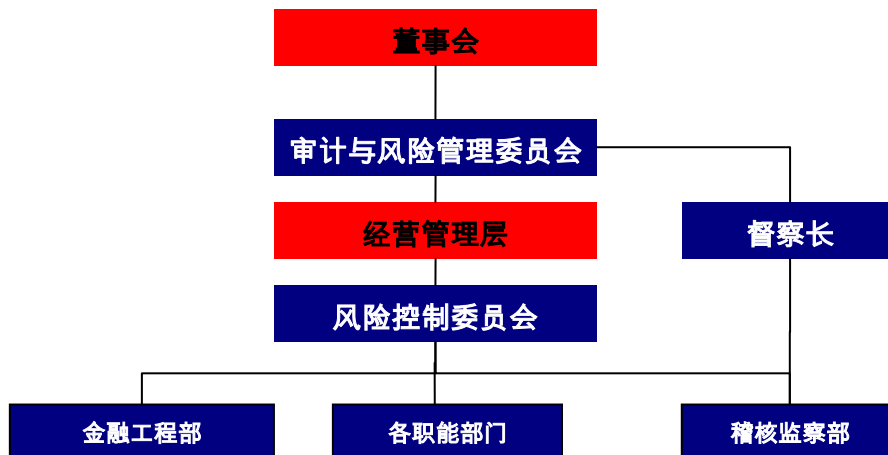 董事会
审计与风险管理委员会
经营管理层
督察长
风险控制委员会
金融工程部
各职能部门
稽核监察部